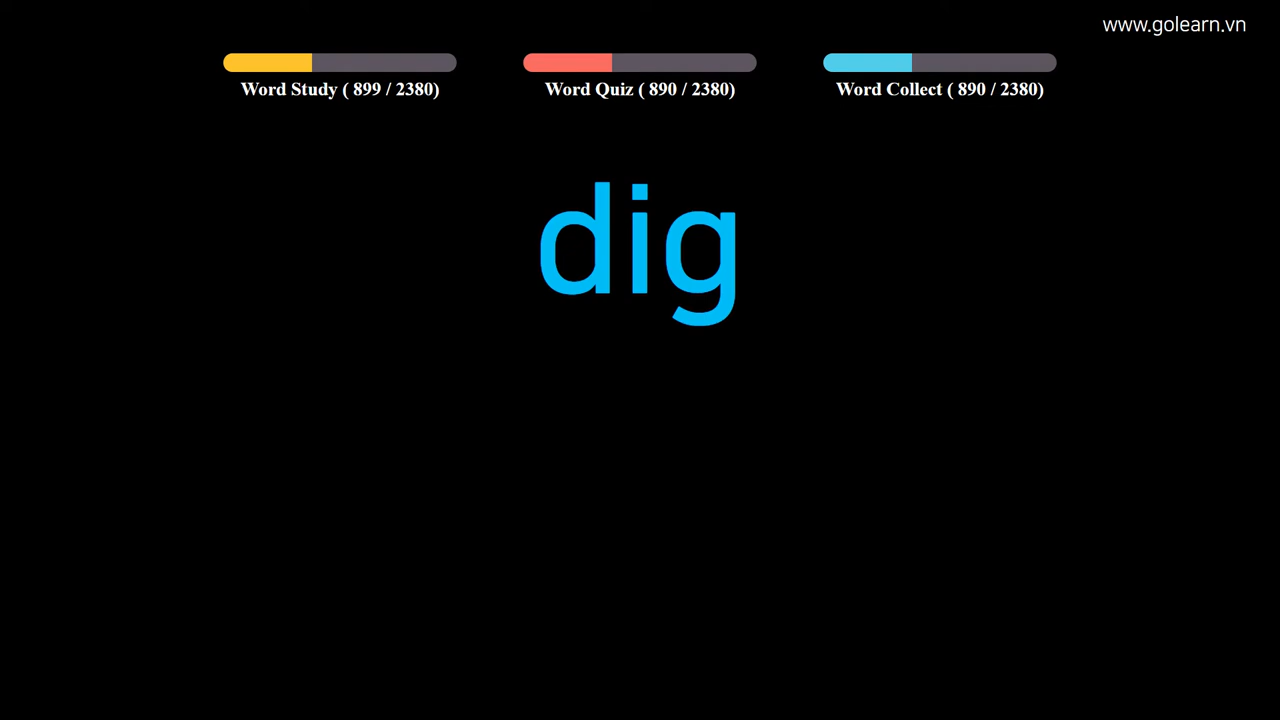 www.golearn.vn
Word Study ( 899 / 2380)
Word Quiz ( 890 / 2380)
Word Collect ( 890 / 2380)
dig